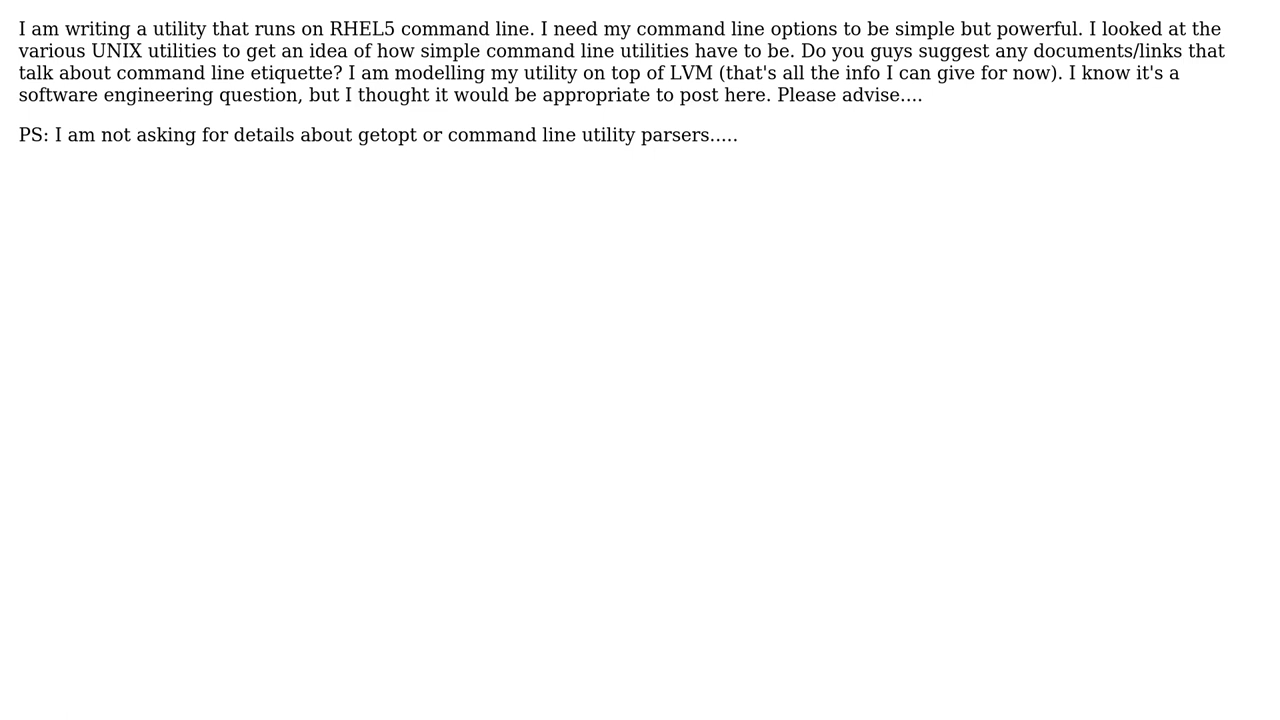 I am writing a utility that runs on RHEL5 command line. I need my command line options to be simple but powerful. I looked at the
various UNIX utilities to get an idea of how simple command line utilities have to be. Do you guys suggest any documents/links that
talk about command line etiquette? I am modelling my utility on top of LVM (that's all the info I can give for now). I know it's a
software engineering question, but I thought it would be appropriate to post here. Please advise....
PS: I am not asking for details about getopt or command line utility parsers.....